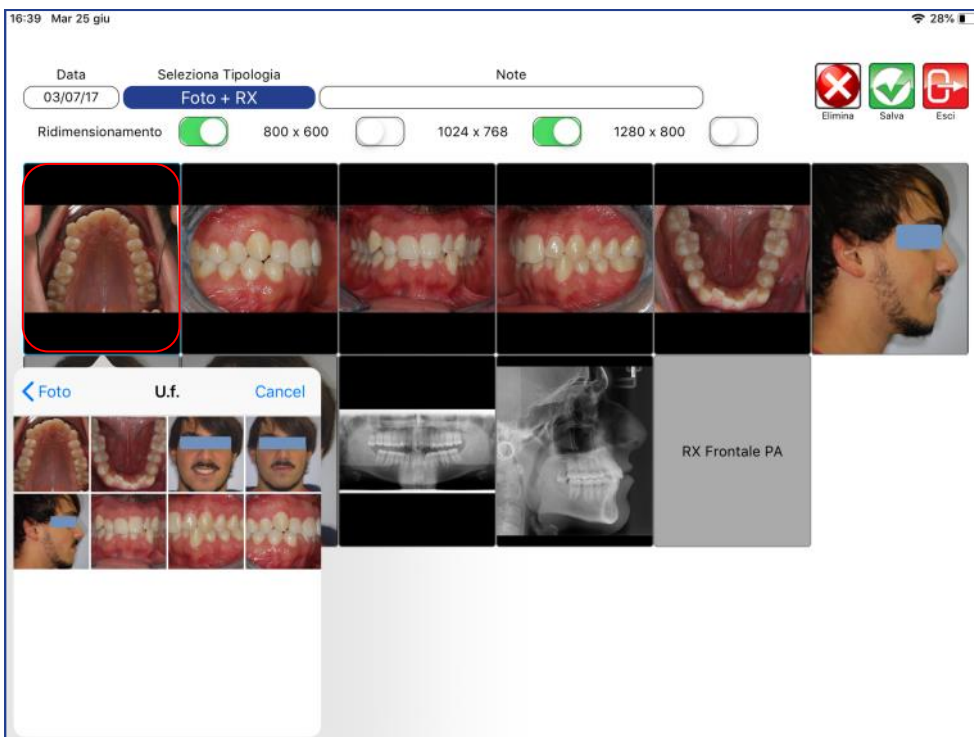 16:39 Mar 25 giu 28%
Data Seleziona Tipologia Note
03/07/17 Foto + RX
Elimina Salva Esci
Ridimensionamento 800 x 600 1024 x 768 1280 x 800
Foto U.f. Cancel
RX Frontale PA